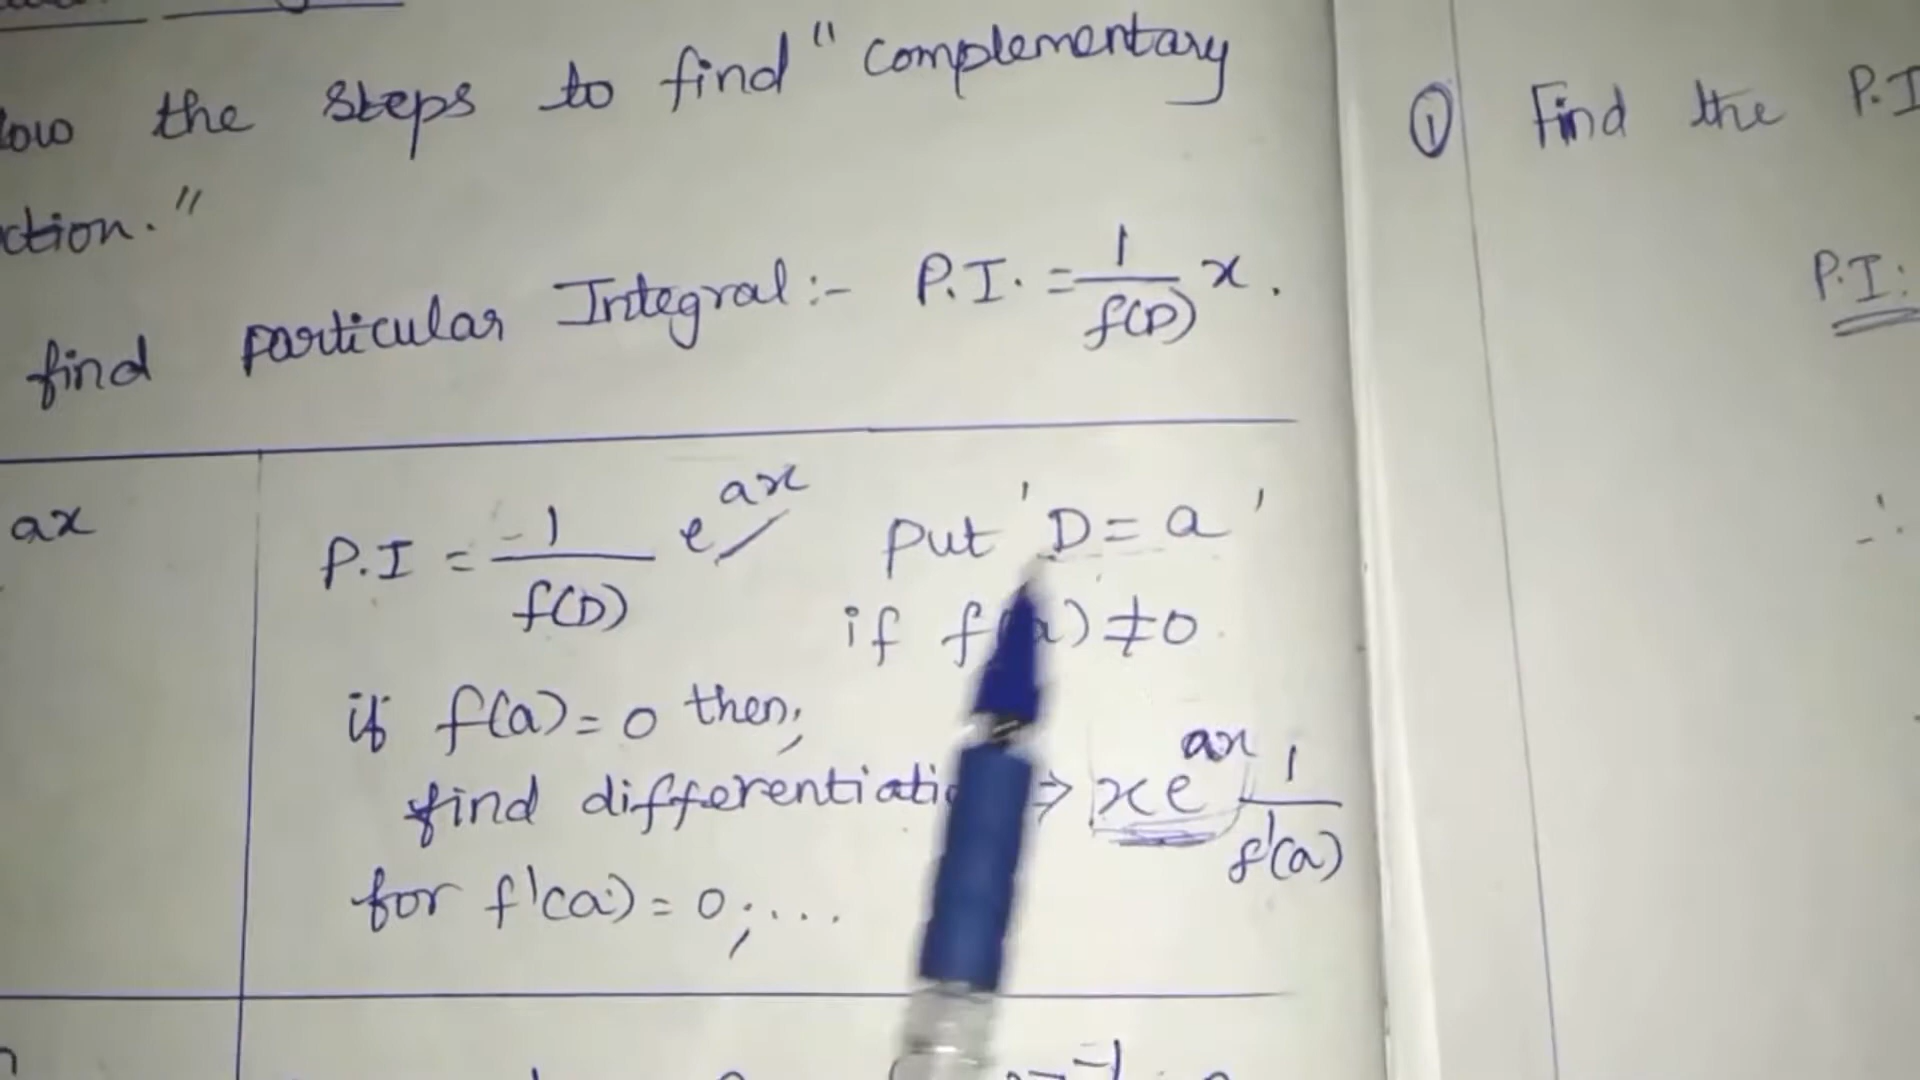 the steps to find "complementary
ction."
find particular Integral :- P.I. = 1/f(D) x.
ax
P.I = 1/f(D) e^ax put 'D = a'
if f(a) ≠ 0
if f(a) = 0 then,
find differentiati ⇒ xe^ax 1/f'(a)
for f'(a) = 0; ...
① Find the P.I
P.I:
∴